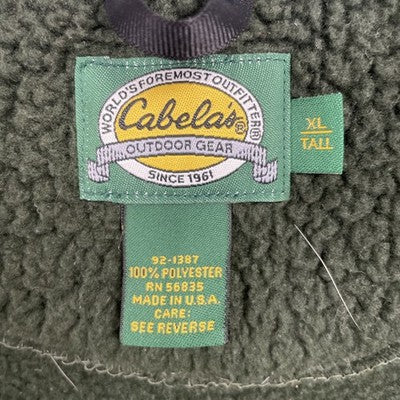 WORLD'S FOREMOST OUTFITTER®
Cabela's®
OUTDOOR GEAR
SINCE 1961
XL
TALL
92-1387
100% POLYESTER
RN 56835
MADE IN U.S.A.
CARE:
SEE REVERSE